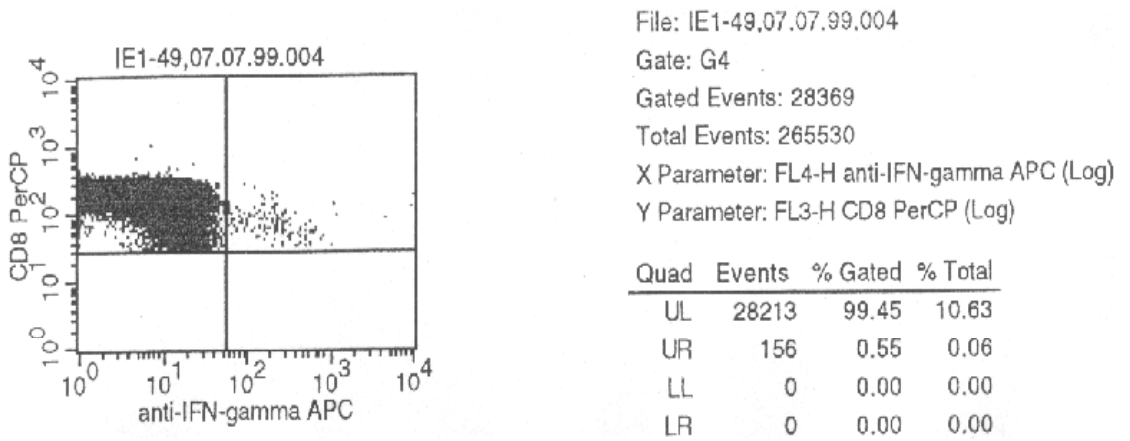 IE1-49,07.07.99.004
10^4
10^3
10^2
10^1
10^0
CD8 PerCP
10^0 10^1 10^2 10^3 10^4
anti-IFN-gamma APC
File: IE1-49,07.07.99.004
Gate: G4
Gated Events: 28369
Total Events: 265530
X Parameter: FL4-H anti-IFN-gamma APC (Log)
Y Parameter: FL3-H CD8 PerCP (Log)
Quad Events % Gated % Total
UL 28213 99.45 10.63
UR 156 0.55 0.06
LL 0 0.00 0.00
LR 0 0.00 0.00